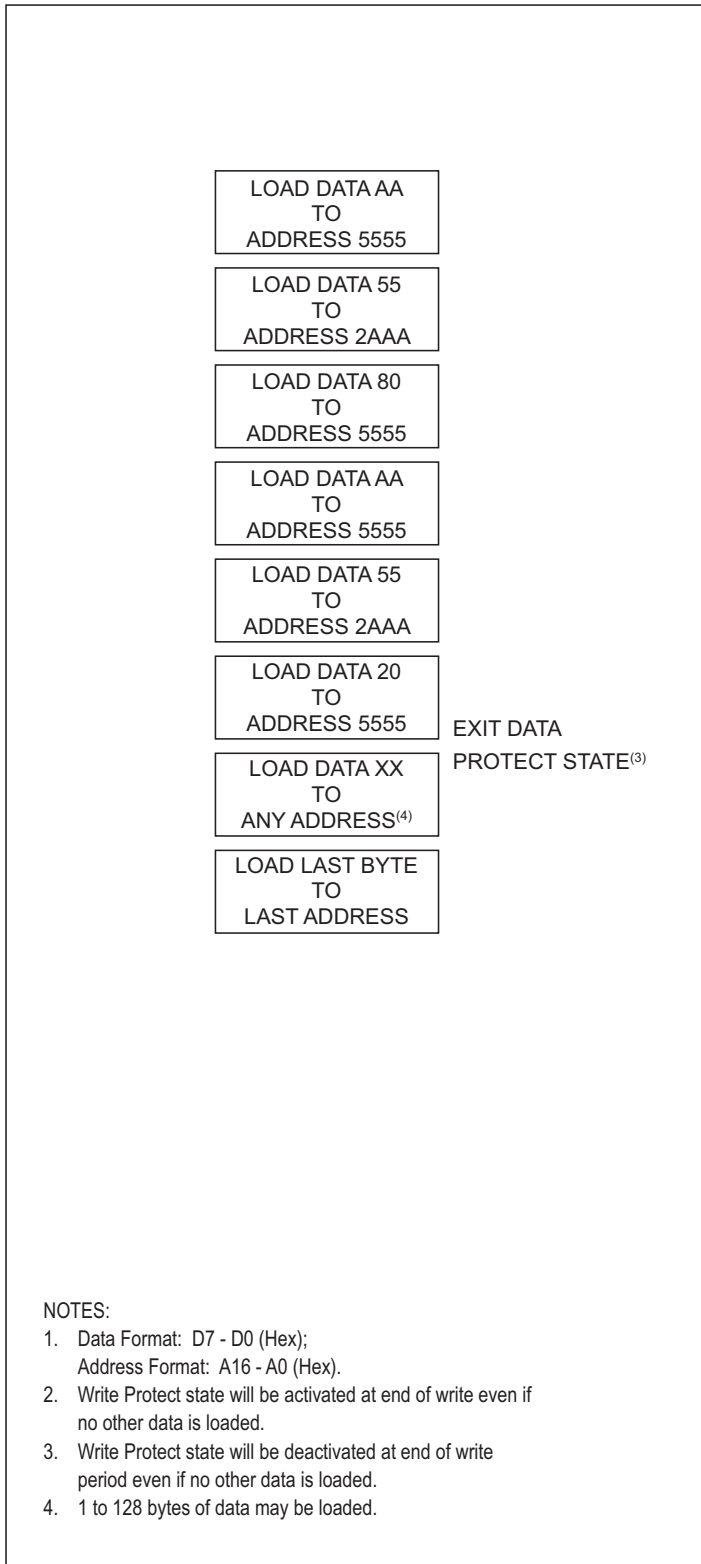 LOAD DATA AA
TO
ADDRESS 5555
LOAD DATA 55
TO
ADDRESS 2AAA
LOAD DATA 80
TO
ADDRESS 5555
LOAD DATA AA
TO
ADDRESS 5555
LOAD DATA 55
TO
ADDRESS 2AAA
LOAD DATA 20
TO
ADDRESS 5555
EXIT DATA
PROTECT STATE(3)
LOAD DATA XX
TO
ANY ADDRESS(4)
LOAD LAST BYTE
TO
LAST ADDRESS
NOTES:
1. Data Format: D7 - D0 (Hex);
Address Format: A16 - A0 (Hex).
2. Write Protect state will be activated at end of write even if
no other data is loaded.
3. Write Protect state will be deactivated at end of write
period even if no other data is loaded.
4. 1 to 128 bytes of data may be loaded.